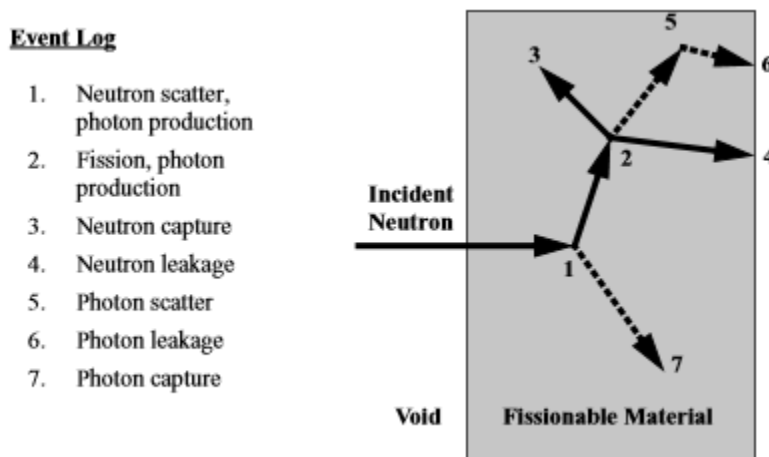 Event Log
1. Neutron scatter,
photon production
2. Fission, photon
production
3. Neutron capture
4. Neutron leakage
5. Photon scatter
6. Photon leakage
7. Photon capture
Incident
Neutron
1
2
3
4
5
6
7
Void
Fissionable Material